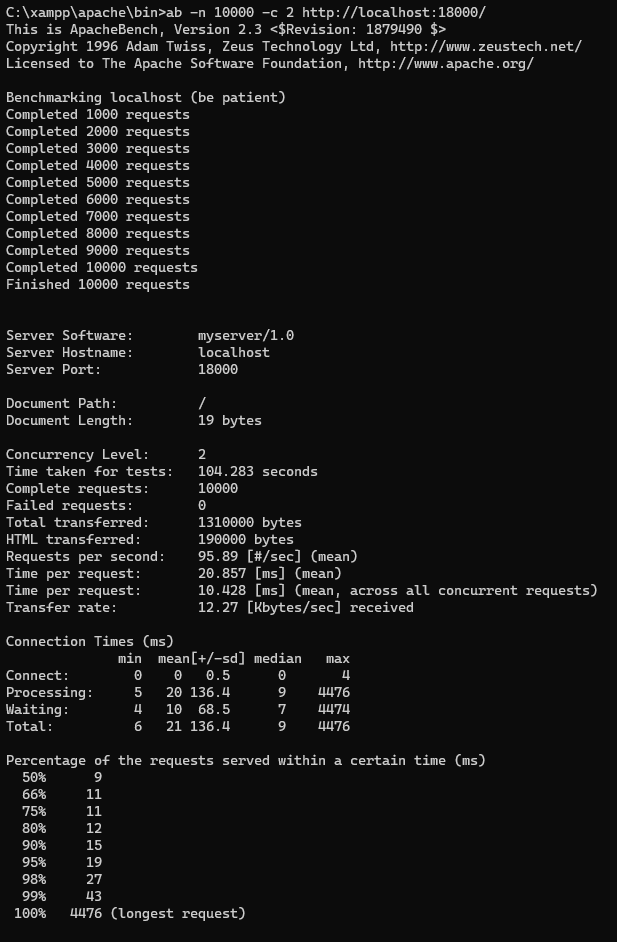 C:\xampp\apache\bin>ab -n 10000 -c 2 http://localhost:18000/
This is ApacheBench, Version 2.3 <$Revision: 1879490 $>
Copyright 1996 Adam Twiss, Zeus Technology Ltd, http://www.zeustech.net/
Licensed to The Apache Software Foundation, http://www.apache.org/

Benchmarking localhost (be patient)
Completed 1000 requests
Completed 2000 requests
Completed 3000 requests
Completed 4000 requests
Completed 5000 requests
Completed 6000 requests
Completed 7000 requests
Completed 8000 requests
Completed 9000 requests
Completed 10000 requests
Finished 10000 requests


Server Software:        myserver/1.0
Server Hostname:        localhost
Server Port:            18000

Document Path:          /
Document Length:        19 bytes

Concurrency Level:      2
Time taken for tests:   104.283 seconds
Complete requests:      10000
Failed requests:        0
Total transferred:      1310000 bytes
HTML transferred:       190000 bytes
Requests per second:    95.89 [#/sec] (mean)
Time per request:       20.857 [ms] (mean)
Time per request:       10.428 [ms] (mean, across all concurrent requests)
Transfer rate:          12.27 [Kbytes/sec] received

Connection Times (ms)
              min  mean[+/-sd] median   max
Connect:        0    0   0.5      0       4
Processing:     5   20 136.4      9    4476
Waiting:        4   10  68.5      7    4474
Total:          6   21 136.4      9    4476

Percentage of the requests served within a certain time (ms)
  50%      9
  66%     11
  75%     11
  80%     12
  90%     15
  95%     19
  98%     27
  99%     43
 100%   4476 (longest request)